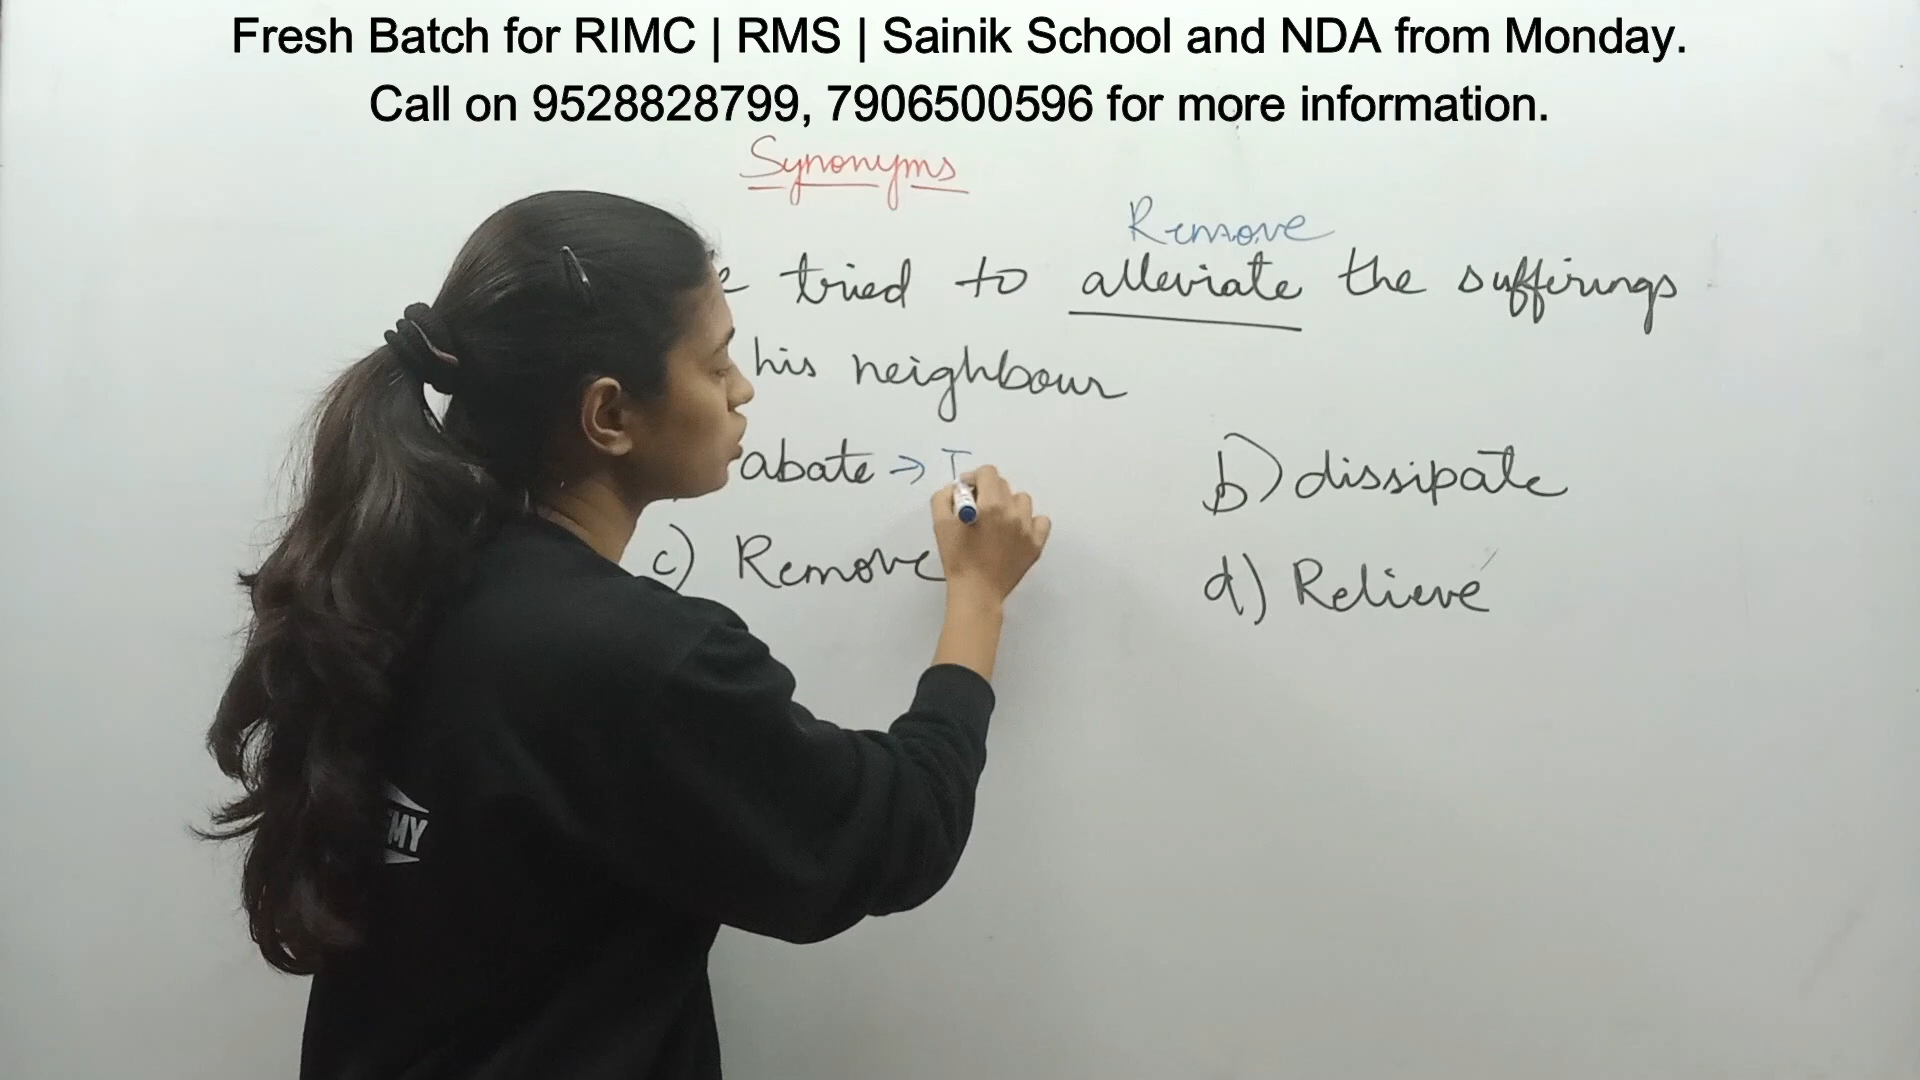 Fresh Batch for RIMC | RMS | Sainik School and NDA from Monday.
Call on 9528828799, 7906500596 for more information.
Synonyms
Remove
tried to alleviate the sufferings
his neighbour
abate → I
b) dissipate
c) Remove
d) Relieve
MY